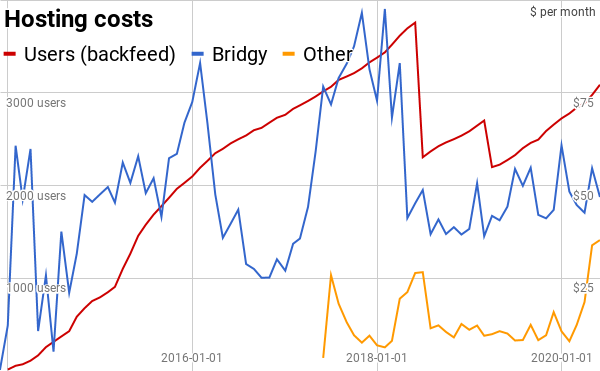 Hosting costs
$ per month
Users (backfeed) Bridgy Other
3000 users $75
2000 users $50
1000 users $25
2016-01-01 2018-01-01 2020-01-01